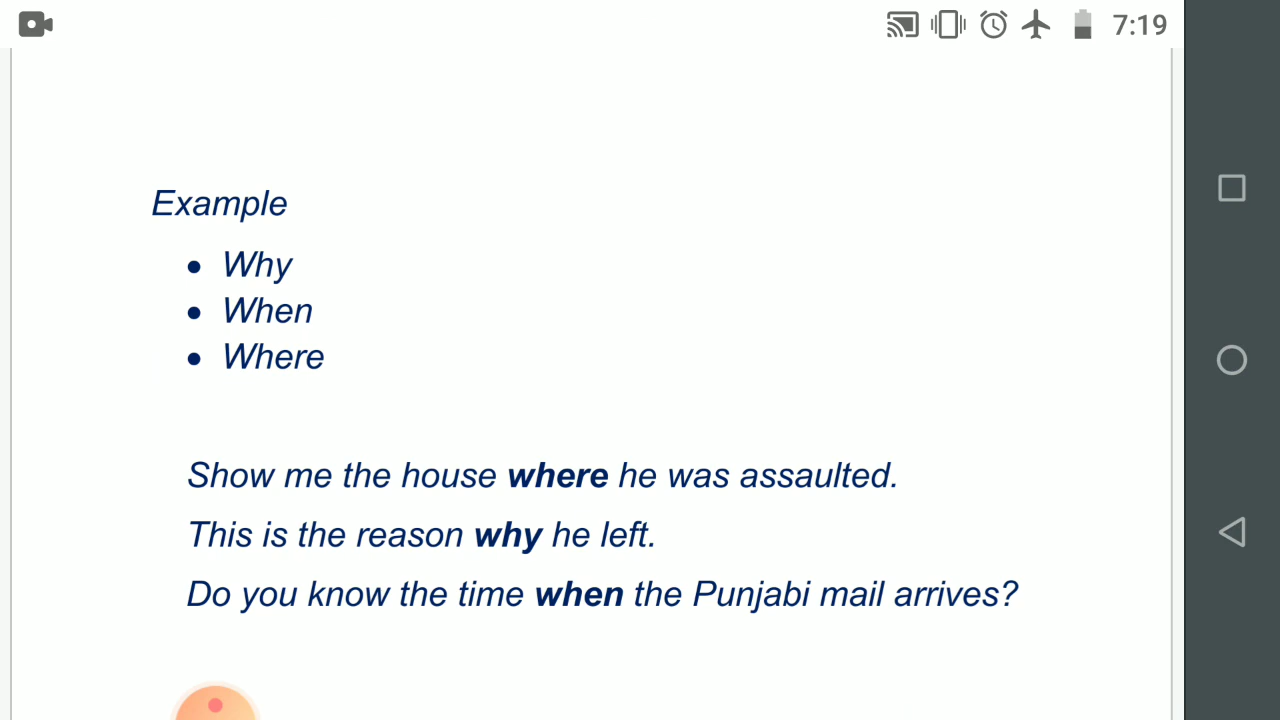 7:19
Example
• Why
• When
• Where
Show me the house where he was assaulted.
This is the reason why he left.
Do you know the time when the Punjabi mail arrives?